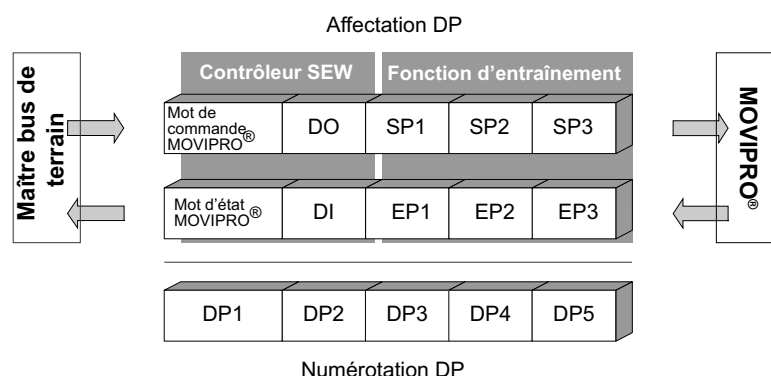 Affectation DP
Contrôleur SEW
Fonction d'entraînement
Maître bus de
terrain
Mot de
commande
MOVIPRO®
DO
SP1
SP2
SP3
MOVIPRO®
Mot d'état
MOVIPRO®
DI
EP1
EP2
EP3
DP1
DP2
DP3
DP4
DP5
Numérotation DP